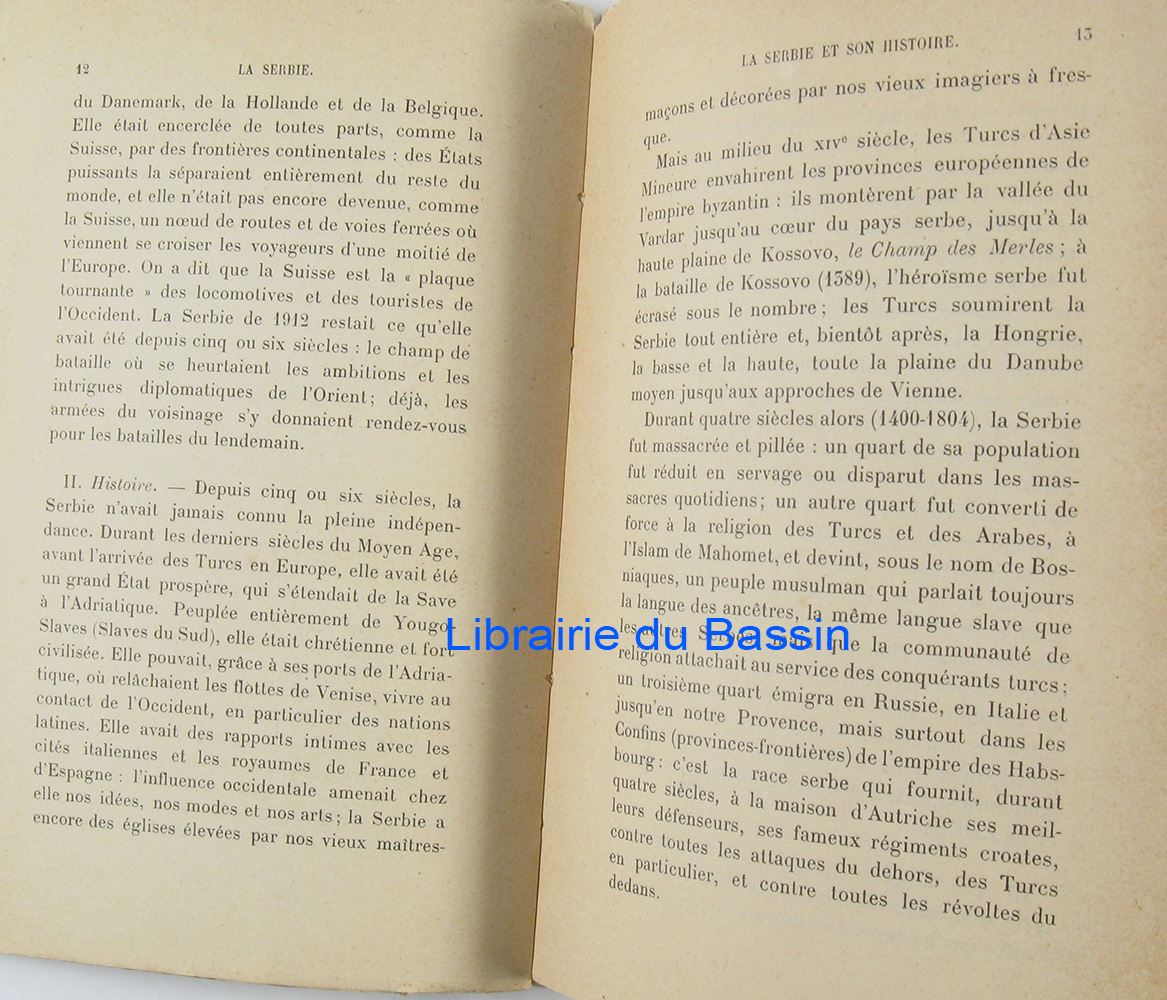 12
LA SERBIE.
du Danemark, de la Hollande et de la Belgique.
Elle était encerclée de toutes parts, comme la
Suisse, par des frontières continentales : des États
puissants la séparaient entièrement du reste du
monde, et elle n'était pas encore devenue, comme
la Suisse, un nœud de routes et de voies ferrées où
viennent se croiser les voyageurs d'une moitié de
l'Europe. On a dit que la Suisse est la « plaque
tournante » des locomotives et des touristes de
l'Occident. La Serbie de 1912 restait ce qu'elle
avait été depuis cinq ou six siècles : le champ de
bataille où se heurtaient les ambitions et les
intrigues diplomatiques de l'Orient; déjà, les
armées du voisinage s'y donnaient rendez-vous
pour les batailles du lendemain.
II. Histoire. — Depuis cinq ou six siècles, la
Serbie n'avait jamais connu la pleine indépen-
dance. Durant les derniers siècles du Moyen Age,
avant l'arrivée des Turcs en Europe, elle avait été
un grand État prospère, qui s'étendait de la Save
à l'Adriatique. Peuplée entièrement de Yougo-
Slaves (Slaves du Sud), elle était chrétienne et fort
civilisée. Elle pouvait, grâce à ses ports de l'Adria-
tique, où relâchaient les flottes de Venise, vivre au
contact de l'Occident, en particulier des nations
latines. Elle avait des rapports intimes avec les
cités italiennes et les royaumes de France et
d'Espagne : l'influence occidentale amenait chez
elle nos idées, nos modes et nos arts; la Serbie a
encore des églises élevées par nos vieux maîtres-
LA SERBIE ET SON HISTOIRE.
13
maçons et décorées par nos vieux imagiers à fres-
que.
Mais au milieu du XIVe siècle, les Turcs d'Asie
Mineure envahirent les provinces européennes de
l'empire byzantin : ils montèrent par la vallée du
Vardar jusqu'au cœur du pays serbe, jusqu'à la
haute plaine de Kossovo, le Champ des Merles ; à
la bataille de Kossovo (1389), l'héroïsme serbe fut
écrasé sous le nombre; les Turcs soumirent la
Serbie tout entière et, bientôt après, la Hongrie,
la basse et la haute, toute la plaine du Danube
moyen jusqu'aux approches de Vienne.
Durant quatre siècles alors (1400-1804), la Serbie
fut massacrée et pillée : un quart de sa population
fut réduit en servage ou disparut dans les mas-
sacres quotidiens; un autre quart fut converti de
force à la religion des Turcs et des Arabes, à
l'Islam de Mahomet, et devint, sous le nom de Bos-
niaques, un peuple musulman qui parlait toujours
la langue des ancêtres, la même langue slave que
les autres Serbes, mais que la communauté de
religion attachait au service des conquérants turcs;
un troisième quart émigra en Russie, en Italie et
jusqu'en notre Provence, mais surtout dans les
Confins (provinces-frontières) de l'empire des Habs-
bourg : c'est la race serbe qui fournit, durant
quatre siècles, à la maison d'Autriche ses meil-
leurs défenseurs, ses fameux régiments croates,
contre toutes les attaques du dehors, des Turcs
en particulier, et contre toutes les révoltes du
dedans.
Librairie du Bassin